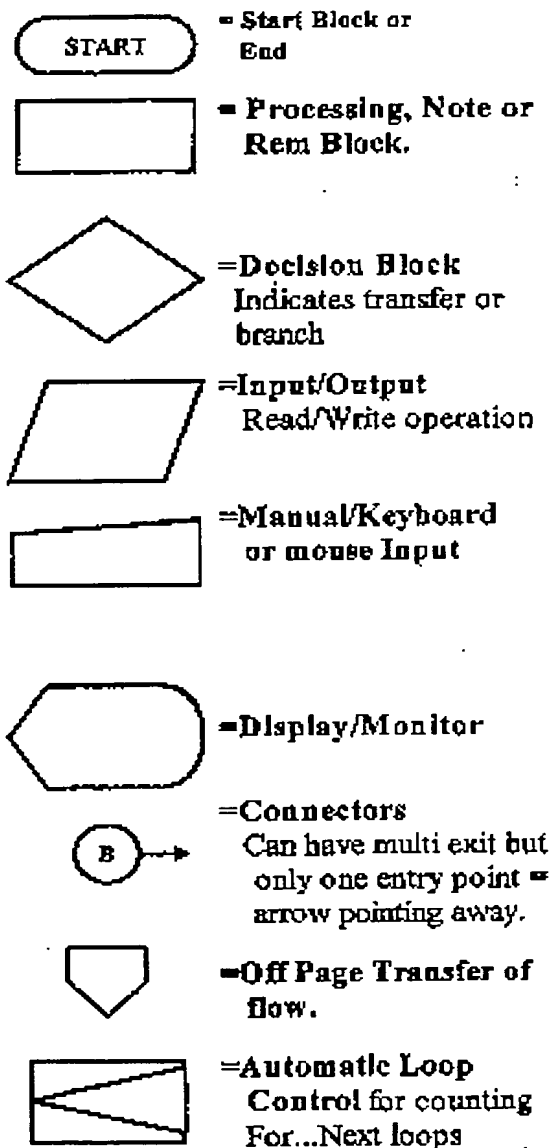 START
= Start Block or
End
= Processing, Note or
Rem Block.
=Decision Block
Indicates transfer or
branch
=Input/Output
Read/Write operation
=Manual/Keyboard
or mouse Input
=Display/Monitor
B
=Connectors
Can have multi exit but
only one entry point =
arrow pointing away.
=Off Page Transfer of
flow.
=Automatic Loop
Control for counting
For...Next loops